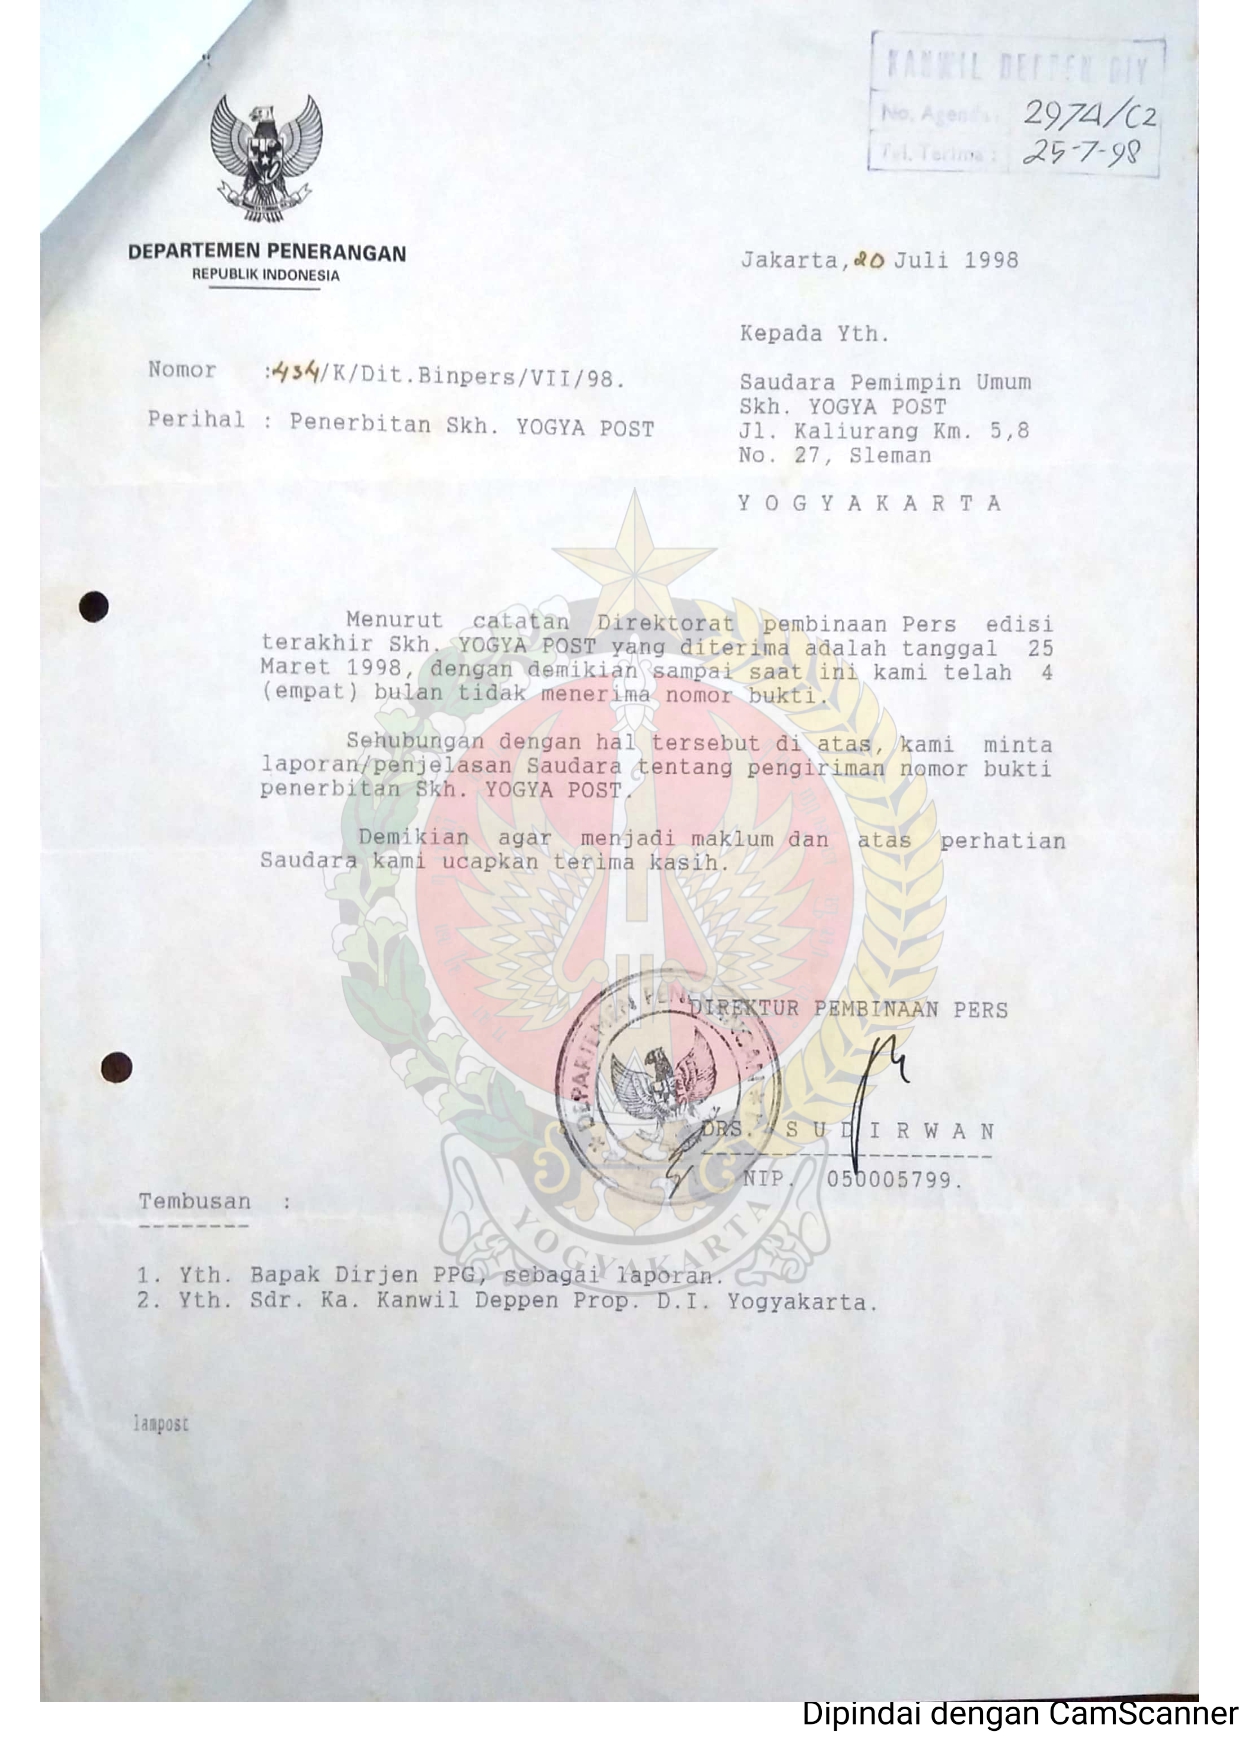 KANWIL DEPPEN DIY
No. Agenda : 2974/C2
Tgl. Terima : 25-7-98
DEPARTEMEN PENERANGAN
REPUBLIK INDONESIA
Jakarta, 20 Juli 1998
Kepada Yth.
Nomor :434/K/Dit.Binpers/VII/98.
Perihal : Penerbitan Skh. YOGYA POST
Saudara Pemimpin Umum
Skh. YOGYA POST
Jl. Kaliurang Km. 5,8
No. 27, Sleman
Y O G Y A K A R T A
Menurut catatan Direktorat pembinaan Pers edisi
terakhir Skh. YOGYA POST yang diterima adalah tanggal 25
Maret 1998, dengan demikian sampai saat ini kami telah 4
(empat) bulan tidak menerima nomor bukti.
Sehubungan dengan hal tersebut di atas, kami minta
laporan/penjelasan Saudara tentang pengiriman nomor bukti
penerbitan Skh. YOGYA POST.
Demikian agar menjadi maklum dan atas perhatian
Saudara kami ucapkan terima kasih.
DIREKTUR PEMBINAAN PERS
DEPARTEMEN PENERANGAN
DRS. S U D I R W A N
NIP. 050005799.
YOGYAKARTA
Tembusan :
1. Yth. Bapak Dirjen PPG, sebagai laporan.
2. Yth. Sdr. Ka. Kanwil Deppen Prop. D.I. Yogyakarta.
lampost
Dipindai dengan CamScanner